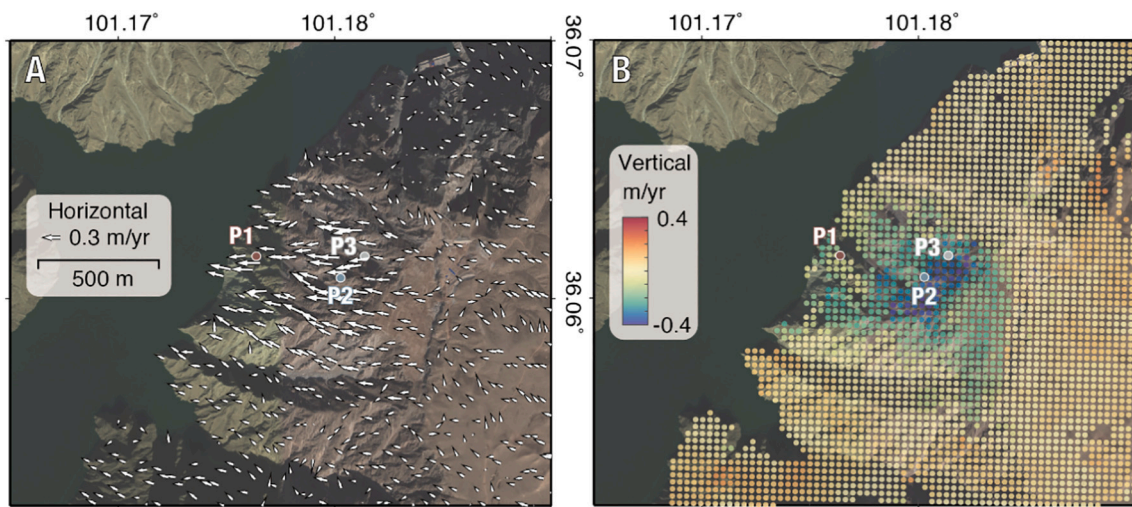 101.17°
101.18°
A
Horizontal
0.3 m/yr
500 m
P1
P3
P2
36.07°
36.06°
101.17°
101.18°
B
Vertical
m/yr
0.4
-0.4
P1
P3
P2